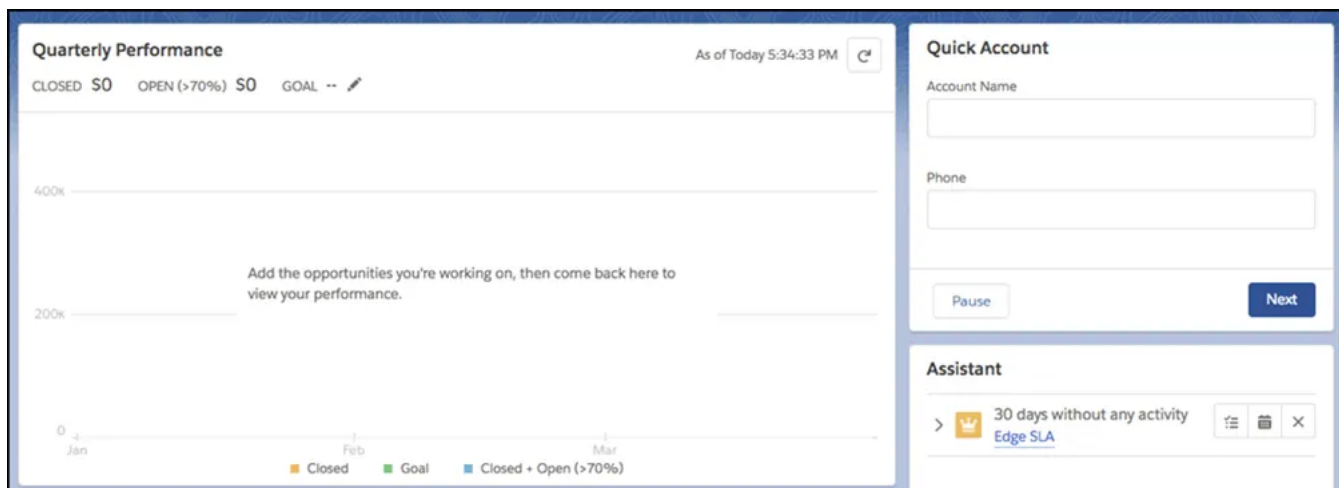 Quarterly Performance
As of Today 5:34:33 PM
CLOSED $0 OPEN (>70%) $0 GOAL --
400K
Add the opportunities you're working on, then come back here to
view your performance.
200K
0
Jan Feb Mar
Closed Goal Closed + Open (>70%)
Quick Account
Account Name
Phone
Pause Next
Assistant
30 days without any activity
Edge SLA